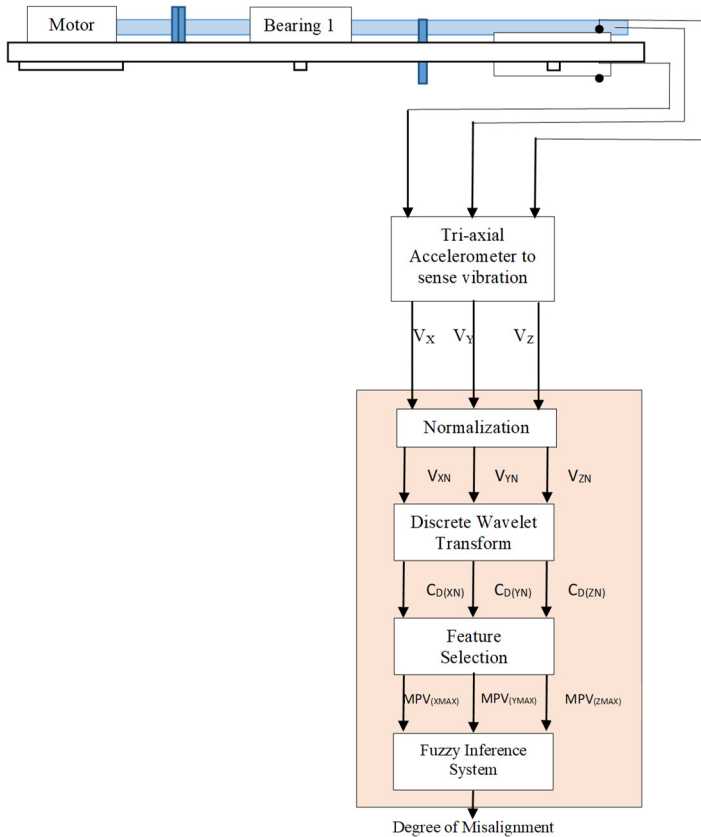 Motor
Bearing 1
Tri-axial
Accelerometer to
sense vibration
VX VY VZ
Normalization
VXN VYN VZN
Discrete Wavelet
Transform
CD(XN) CD(YN) CD(ZN)
Feature
Selection
MPV(XMAX) MPV(YMAX) MPV(ZMAX)
Fuzzy Inference
System
Degree of Misalignment